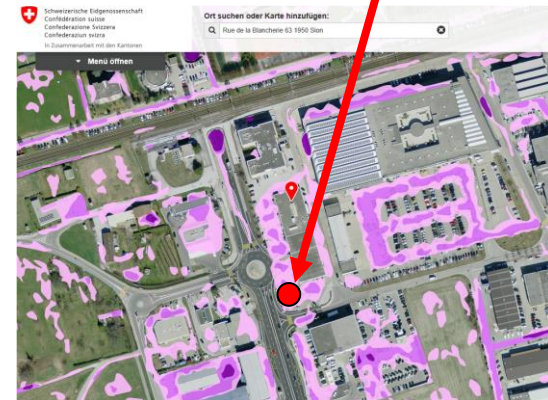 Schweizerische Eidgenossenschaft
Confédération suisse
Confederazione Svizzera
Confederaziun svizra
In Zusammenarbeit mit den Kantonen
Ort suchen oder Karte hinzufügen:
Rue de la Blancherie 63 1950 Sion
Menü öffnen